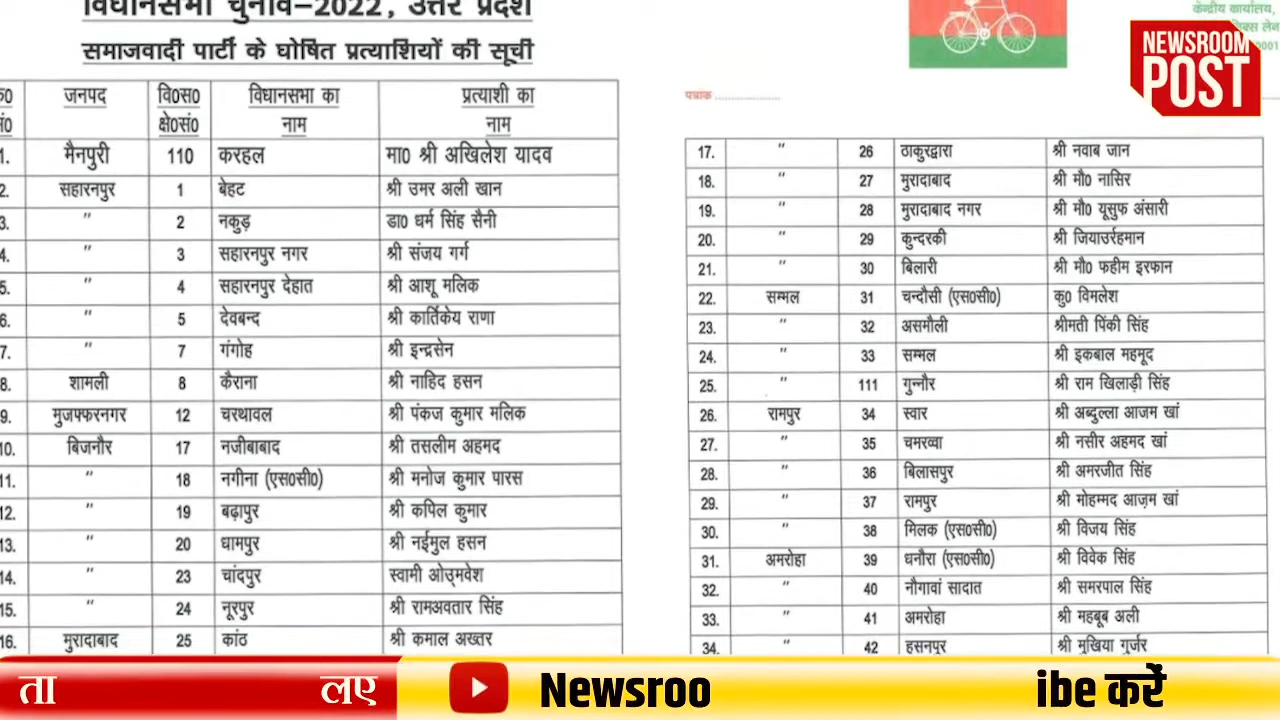 विधानसभा चुनाव–2022, उत्तर प्रदेश
समाजवादी पार्टी के घोषित प्रत्याशियों की सूची
जनपद वि0स0 क्षे0सं0 विधानसभा का नाम प्रत्याशी का नाम
1. मैनपुरी 110 करहल मा0 श्री अखिलेश यादव
2. सहारनपुर 1 बेहट श्री उमर अली खान
3. " 2 नकुड़ डा0 धर्म सिंह सैनी
4. " 3 सहारनपुर नगर श्री संजय गर्ग
5. " 4 सहारनपुर देहात श्री आशू मलिक
6. " 5 देवबन्द श्री कार्तिकेय राणा
7. " 7 गंगोह श्री इन्द्रसेन
8. शामली 8 कैराना श्री नाहिद हसन
9. मुजफ्फरनगर 12 चरथावल श्री पंकज कुमार मलिक
10. बिजनौर 17 नजीबाबाद श्री तसलीम अहमद
11. " 18 नगीना (एस0सी0) श्री मनोज कुमार पारस
12. " 19 बढ़ापुर श्री कपिल कुमार
13. " 20 धामपुर श्री नईमुल हसन
14. " 23 चांदपुर स्वामी ओउ्मवेश
15. " 24 नूरपुर श्री रामअवतार सिंह
16. मुरादाबाद 25 कांठ श्री कमाल अख्तर
केन्द्रीय कार्यालय,
NEWSROOM
POST
पत्रांक ....................
17. " 26 ठाकुरद्वारा श्री नवाब जान
18. " 27 मुरादाबाद श्री मौ0 नासिर
19. " 28 मुरादाबाद नगर श्री मौ0 यूसुफ अंसारी
20. " 29 कुन्दरकी श्री जियाउर्रहमान
21. " 30 बिलारी श्री मौ0 फहीम इरफान
22. सम्भल 31 चन्दौसी (एस0सी0) कु0 विमलेश
23. " 32 असमौली श्रीमती पिंकी सिंह
24. " 33 सम्भल श्री इकबाल महमूद
25. " 111 गुन्नौर श्री राम खिलाड़ी सिंह
26. रामपुर 34 स्वार श्री अब्दुल्ला आजम खां
27. " 35 चमरव्वा श्री नसीर अहमद खां
28. " 36 बिलासपुर श्री अमरजीत सिंह
29. " 37 रामपुर श्री मोहम्मद आज़म खां
30. " 38 मिलक (एस0सी0) श्री विजय सिंह
31. अमरोहा 39 धनौरा (एस0सी0) श्री विवेक सिंह
32. " 40 नौगावां सादात श्री समरपाल सिंह
33. " 41 अमरोहा श्री महबूब अली
34. " 42 हसनपुर श्री मुखिया गुर्जर
ता लए Newsroo ibe करें